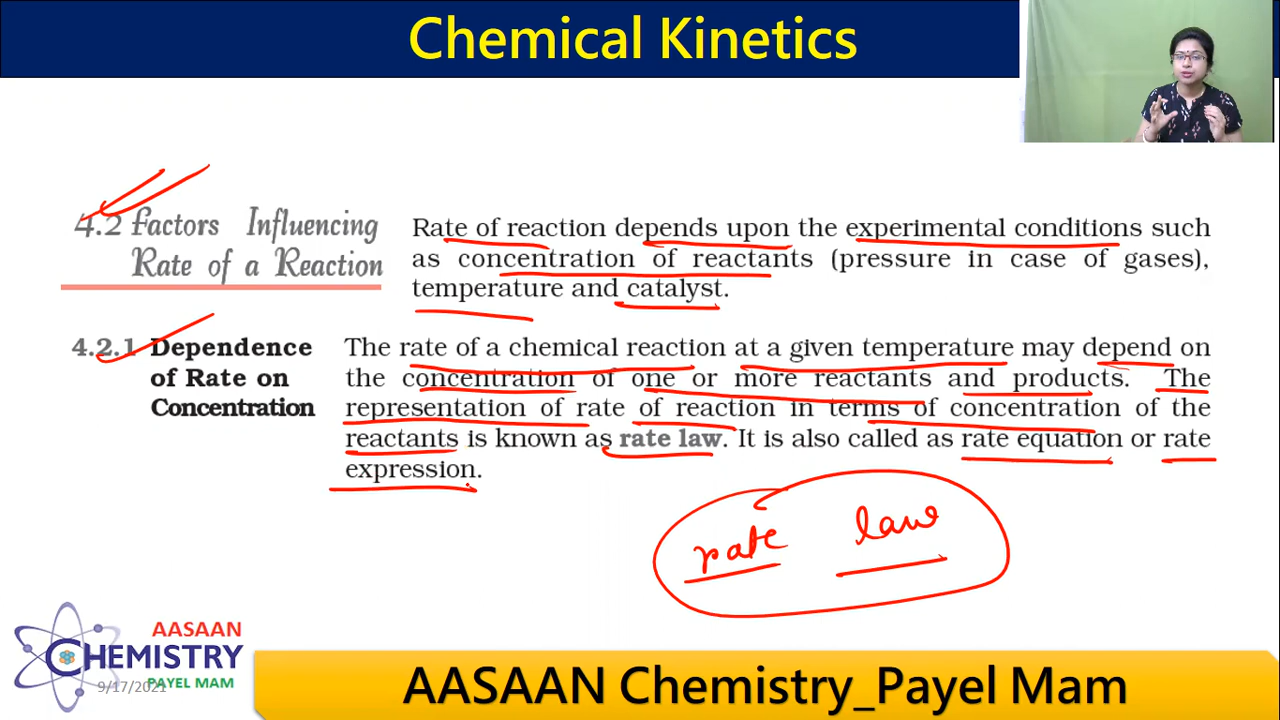 Chemical Kinetics
4.2 Factors Influencing
Rate of a Reaction
Rate of reaction depends upon the experimental conditions such
as concentration of reactants (pressure in case of gases),
temperature and catalyst.
4.2.1 Dependence
of Rate on
Concentration
The rate of a chemical reaction at a given temperature may depend on
the concentration of one or more reactants and products. The
representation of rate of reaction in terms of concentration of the
reactants is known as rate law. It is also called as rate equation or rate
expression.
rate law
AASAAN
CHEMISTRY
PAYEL MAM
9/17/2021
AASAAN Chemistry_Payel Mam